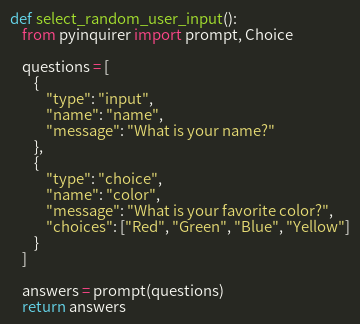 def select_random_user_input():
    from pyinquirer import prompt, Choice

    questions = [
        {
            "type": "input",
            "name": "name",
            "message": "What is your name?"
        },
        {
            "type": "choice",
            "name": "color",
            "message": "What is your favorite color?",
            "choices": ["Red", "Green", "Blue", "Yellow"]
        }
    ]

    answers = prompt(questions)
    return answers